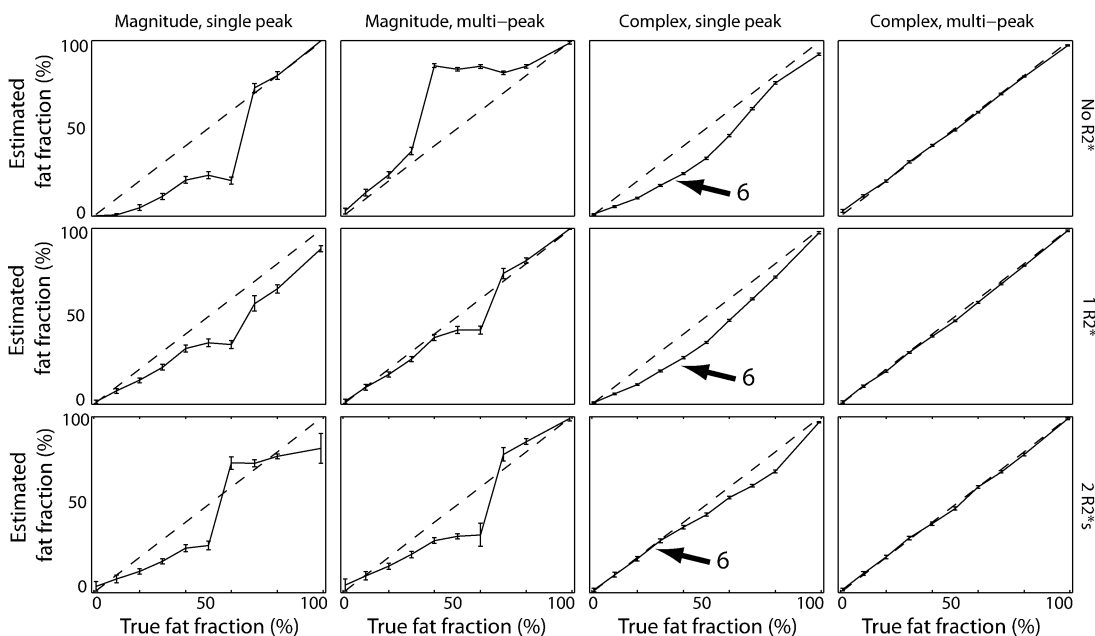 Magnitude, single peak
Magnitude, multi−peak
Complex, single peak
Complex, multi−peak
Estimated
fat fraction (%)
100
50
0
6
No R2*
Estimated
fat fraction (%)
100
50
0
6
1 R2*
Estimated
fat fraction (%)
100
50
0
6
2 R2*s
0 50 100
0 50 100
0 50 100
0 50 100
True fat fraction (%)
True fat fraction (%)
True fat fraction (%)
True fat fraction (%)